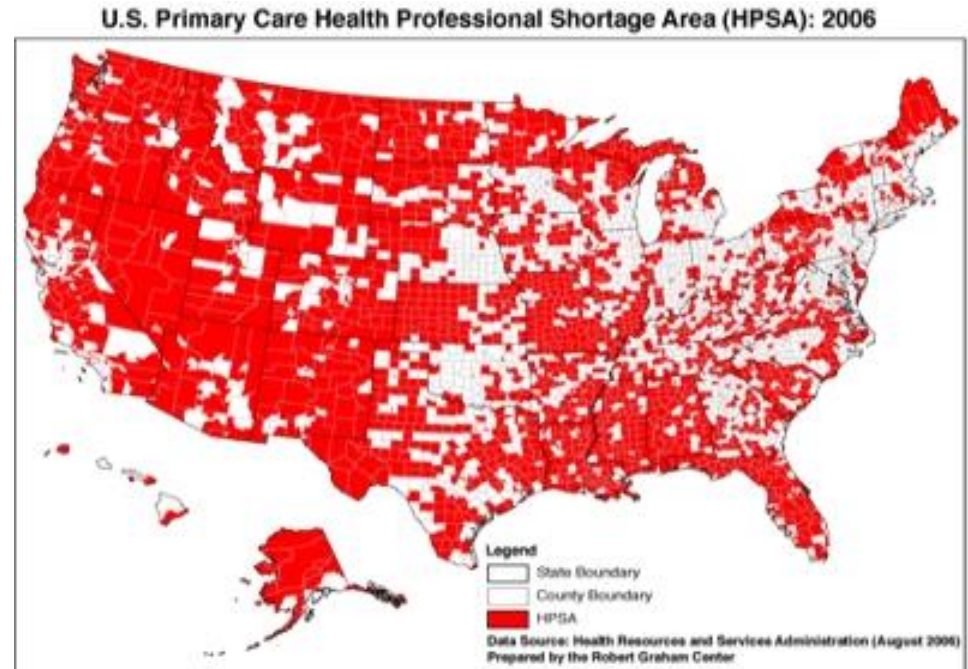 U.S. Primary Care Health Professional Shortage Area (HPSA): 2006
Legend
State Boundary
County Boundary
HPSA
Data Source: Health Resources and Services Administration (August 2006)
Prepared by the Robert Graham Center